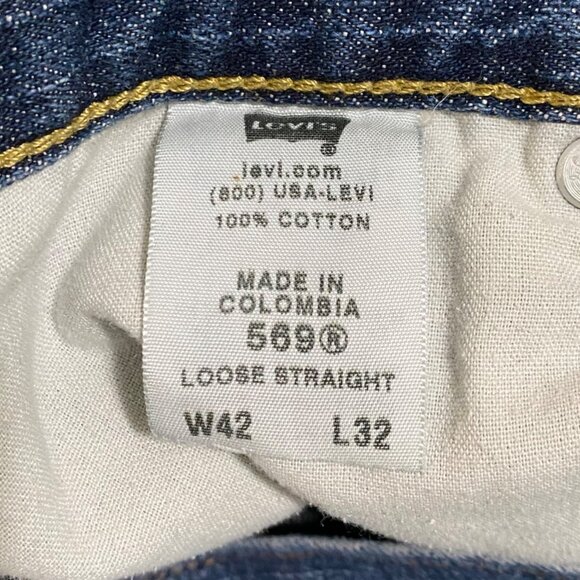 Levi's
levi.com
(800) USA-LEVI
100% COTTON
MADE IN
COLOMBIA
569®
LOOSE STRAIGHT
W42 L32